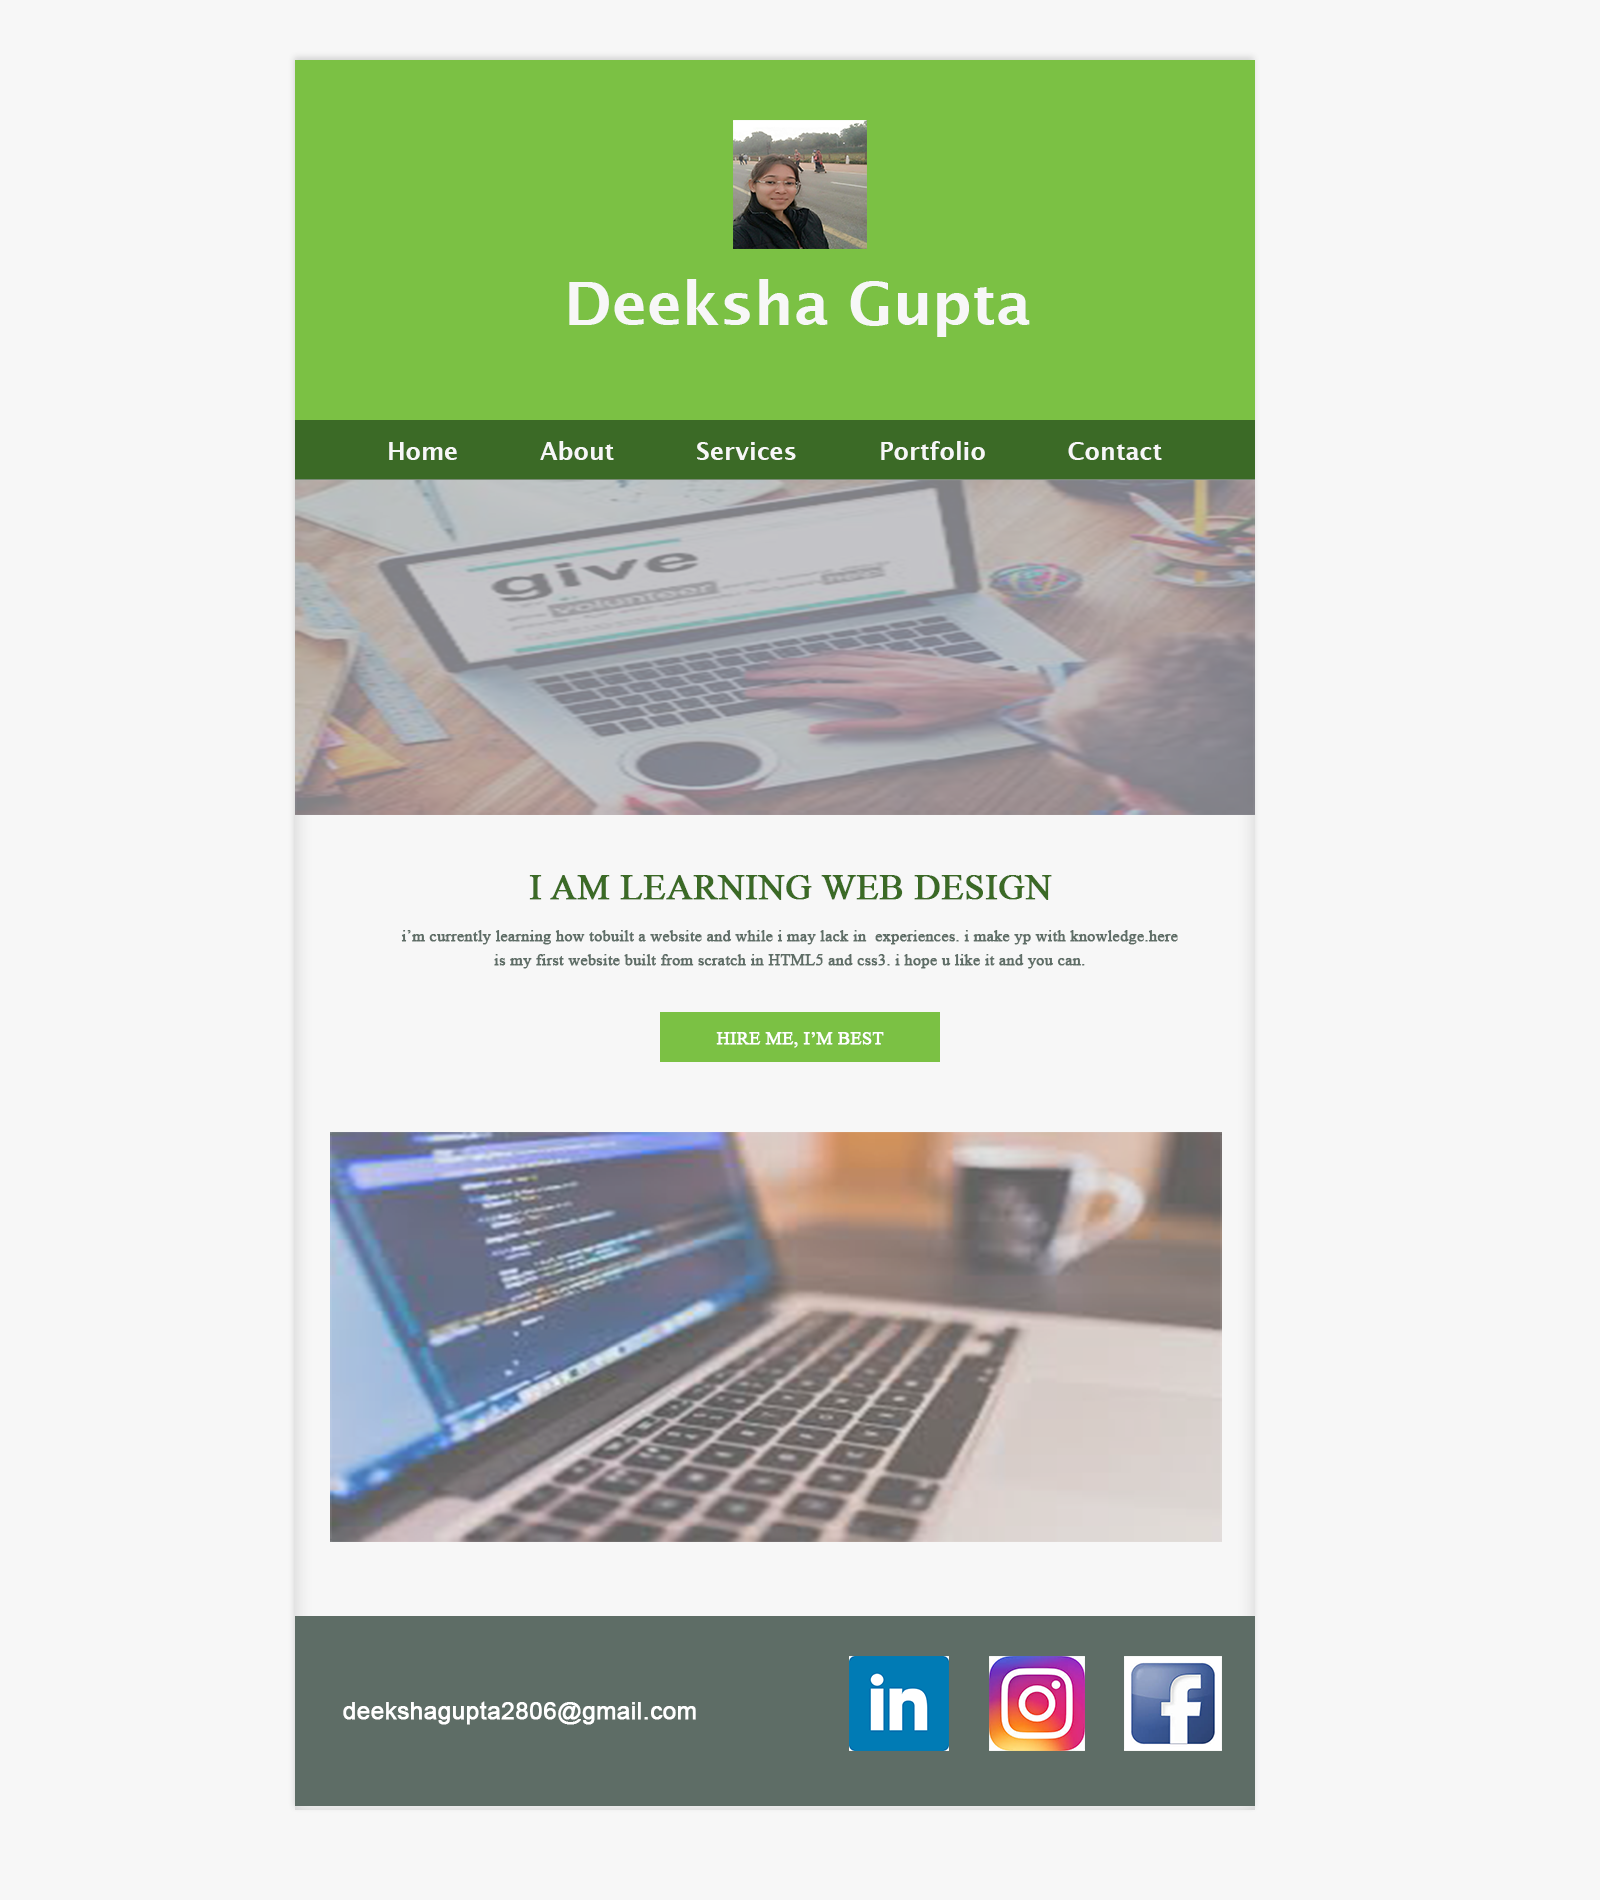 Deeksha Gupta
Home About Services Portfolio Contact
give
volunteer
I AM LEARNING WEB DESIGN
i’m currently learning how tobuilt a website and while i may lack in  experiences. i make yp with knowledge.here
is my first website built from scratch in HTML5 and css3. i hope u like it and you can.
HIRE ME, I’M BEST
deekshagupta2806@gmail.com
in
f